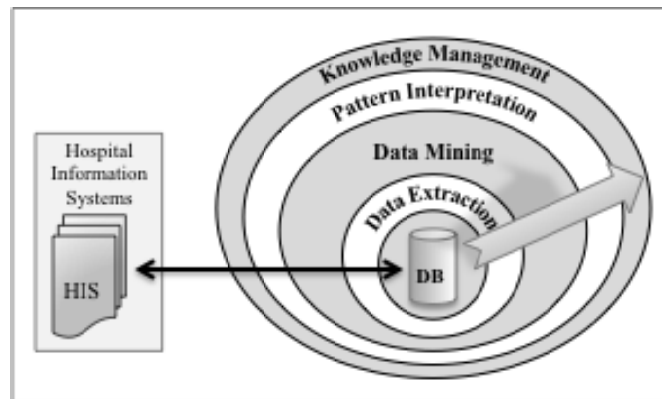 Knowledge Management
Pattern Interpretation
Data Mining
Data Extraction
DB
Hospital
Information
Systems
HIS